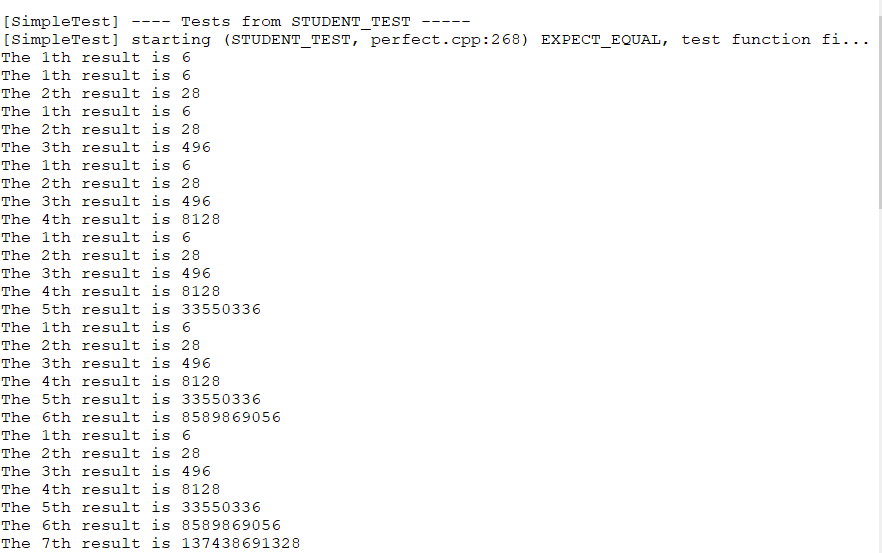 [SimpleTest] ---- Tests from STUDENT_TEST -----
[SimpleTest] starting (STUDENT_TEST, perfect.cpp:268) EXPECT_EQUAL, test function fi...
The 1th result is 6
The 1th result is 6
The 2th result is 28
The 1th result is 6
The 2th result is 28
The 3th result is 496
The 1th result is 6
The 2th result is 28
The 3th result is 496
The 4th result is 8128
The 1th result is 6
The 2th result is 28
The 3th result is 496
The 4th result is 8128
The 5th result is 33550336
The 1th result is 6
The 2th result is 28
The 3th result is 496
The 4th result is 8128
The 5th result is 33550336
The 6th result is 8589869056
The 1th result is 6
The 2th result is 28
The 3th result is 496
The 4th result is 8128
The 5th result is 33550336
The 6th result is 8589869056
The 7th result is 137438691328